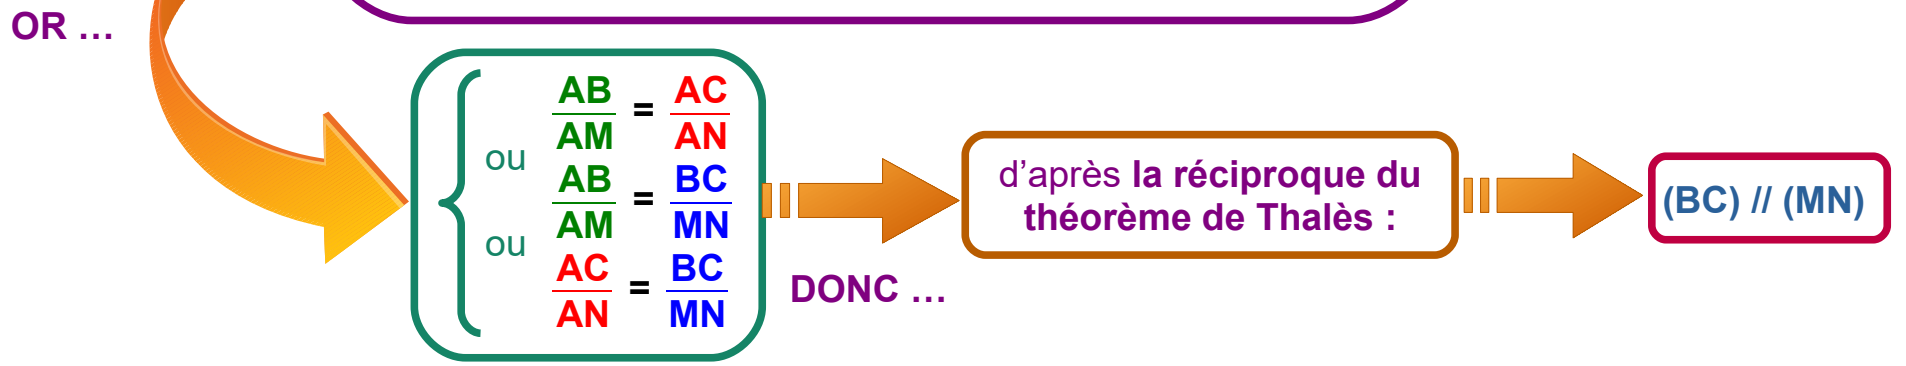 OR …
AB = AC
AM AN
ou
AB = BC
AM MN
ou
AC = BC
AN MN
DONC …
d'après la réciproque du
théorème de Thalès :
(BC) // (MN)